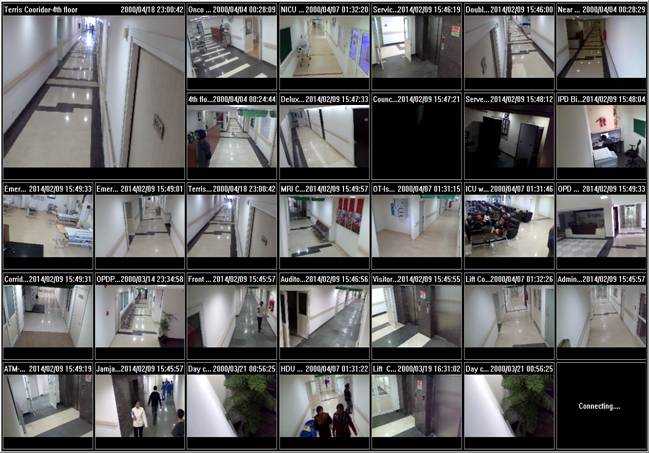 Terris Cooridor-4th floor 2000/04/18 23:00:42
Onco ... 2000/04/04 00:28:09
NICU ... 2000/04/07 01:32:20
Servic... 2014/02/09 15:46:19
Doubl... 2014/02/09 15:46:00
Near ... 2000/04/04 00:28:29
4th flo... 2000/04/04 00:24:44
Delux... 2014/02/09 15:47:33
Counc... 2014/02/09 15:47:21
Serve... 2014/02/09 15:48:12
IPD Bi... 2014/02/09 15:48:04
Emer... 2014/02/09 15:49:33
Emer... 2014/02/09 15:49:01
Terris... 2000/04/18 23:00:42
MRI C... 2014/02/09 15:49:57
OT-Is... 2000/04/07 01:31:15
ICU w... 2000/04/07 01:31:46
OPD ... 2014/02/09 15:49:33
Corrid... 2014/02/09 15:49:31
OPDP... 2000/03/14 23:34:58
Front ... 2014/02/09 15:45:57
Audito... 2014/02/09 15:46:56
Visitor... 2014/02/09 15:45:55
Lift Co... 2000/04/07 01:32:26
Admin... 2014/02/09 15:45:57
ATM-... 2014/02/09 15:49:19
Jamja... 2014/02/09 15:45:57
Day c... 2000/03/21 00:56:25
HDU ... 2000/04/07 01:31:22
Lift C... 2000/03/19 16:31:02
Day c... 2000/03/21 00:56:25
Connecting....